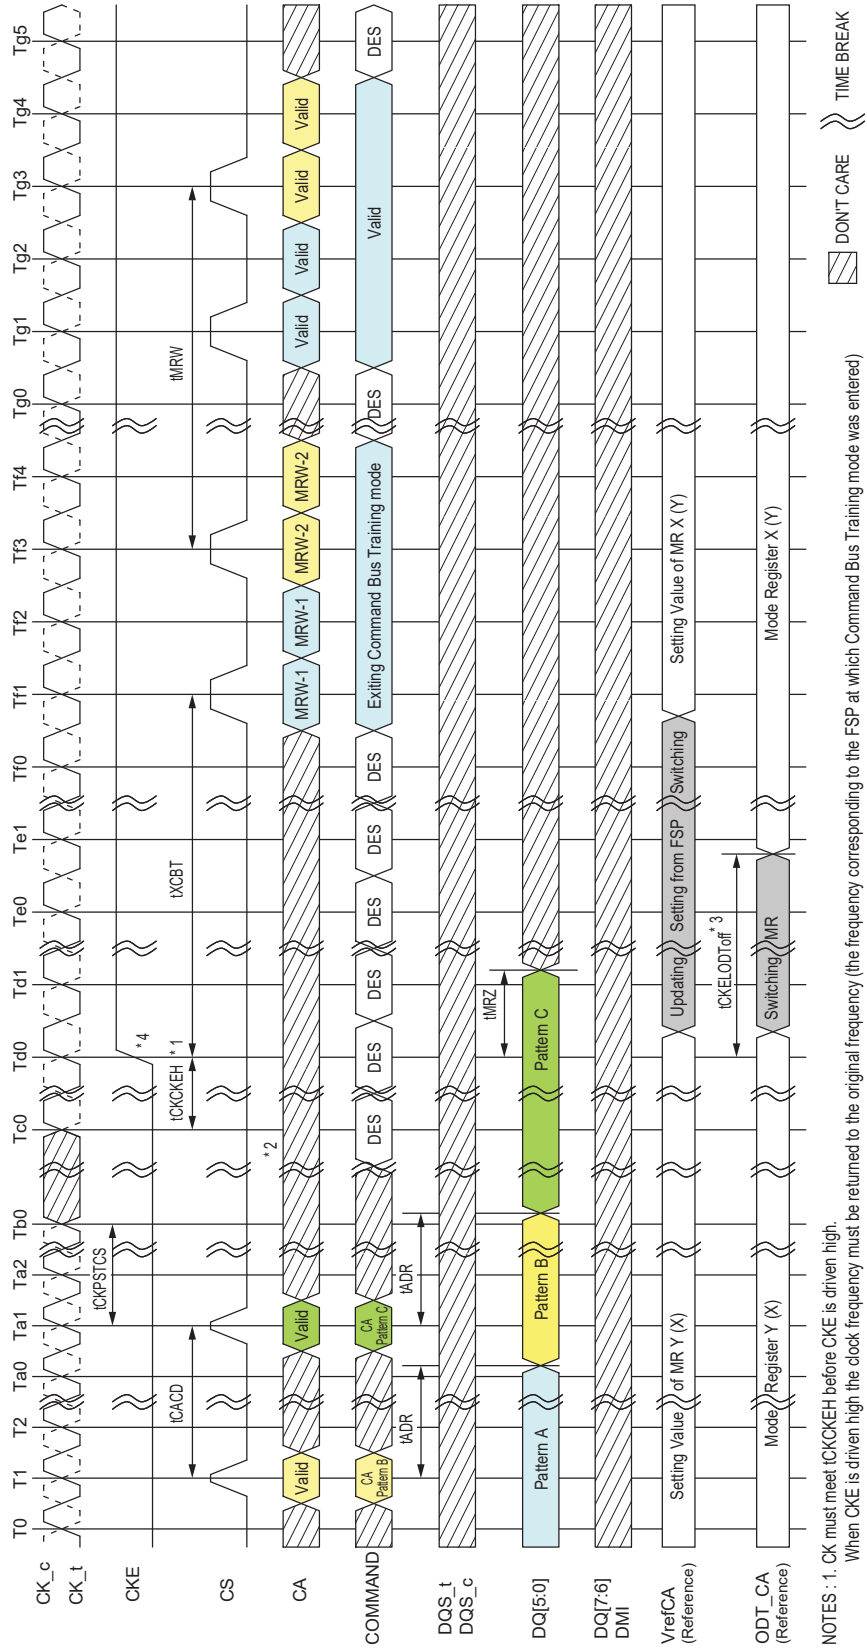 T0 T1 T2 Ta0 Ta1 Ta2 Tb0 Tc0 Td0 Td1 Te0 Te1 Tf0 Tf1 Tf2 Tf3 Tf4 Tg0 Tg1 Tg2 Tg3 Tg4 Tg5
CK_c
CK_t
CKE
tCKPSTCS
*4
CS
tCACD tCKCKEH *1 tXCBT tMRW
*2
CA
Valid Valid MRW-1 MRW-1 MRW-2 MRW-2 Valid Valid Valid Valid
COMMAND
CA Pattern B
CA Pattern C
DES DES DES DES DES DES Exiting Command Bus Training mode DES Valid DES
tADR tADR
DQS_t
DQS_c
tMRZ
DQ[5:0]
Pattern A Pattern B Pattern C
DQ[7:6]
DMI
VrefCA
(Reference)
Setting Value of MR Y (X) Updating Setting from FSP Switching Setting Value of MR X (Y)
tCKELODToff *3
ODT_CA
(Reference)
Mode Register Y (X) Switching MR Mode Register X (Y)
DON'T CARE TIME BREAK
NOTES : 1. CK must meet tCKCKEH before CKE is driven high.
When CKE is driven high the clock frequency must be returned to the original frequency (the frequency corresponding to the FSP at which Command Bus Training mode was entered)